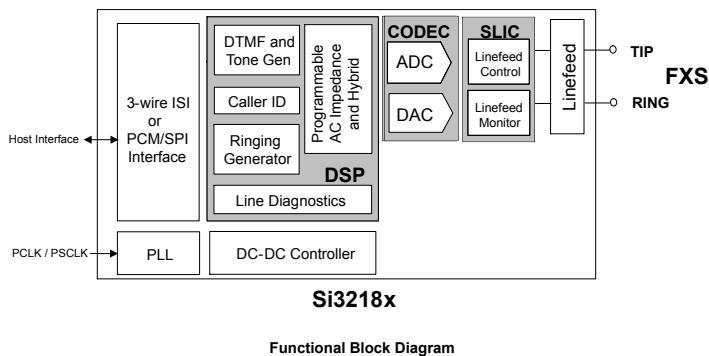 Host Interface
PCLK / PSCLK
3-wire ISI
or
PCM/SPI
Interface
PLL
DTMF and
Tone Gen
Caller ID
Ringing
Generator
Programmable
AC Impedance
and Hybrid
DSP
Line Diagnostics
DC-DC Controller
CODEC
ADC
DAC
SLIC
Linefeed
Control
Linefeed
Monitor
Linefeed
TIP
FXS
RING
Si3218x
Functional Block Diagram